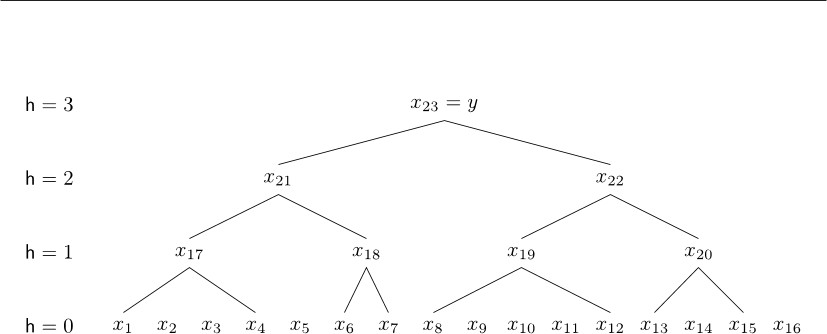 h = 3 x₂₃ = y
h = 2 x₂₁ x₂₂
h = 1 x₁₇ x₁₈ x₁₉ x₂₀
h = 0 x₁ x₂ x₃ x₄ x₅ x₆ x₇ x₈ x₉ x₁₀ x₁₁ x₁₂ x₁₃ x₁₄ x₁₅ x₁₆